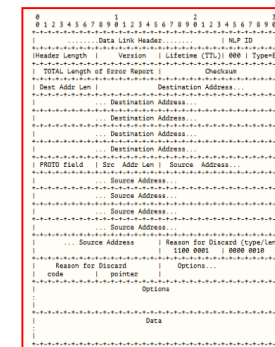 0                   1                   2                   3
0 1 2 3 4 5 6 7 8 9 0 1 2 3 4 5 6 7 8 9 0 1 2 3 4 5 6 7 8 9 0
+-+-+-+-+-+-+-+-+-+-+-+-+-+-+-+-+-+-+-+-+-+-+-+-+-+-+-+-+-+-+
| ........Data Link Header........ | NLP ID
+-+-+-+-+-+-+-+-+-+-+-+-+-+-+-+-+-+-+-+-+-+-+-+-+-+-+-+-+-+-+
|Header Length | Version | Lifetime (TTL)| 000 | Type=E
+-+-+-+-+-+-+-+-+-+-+-+-+-+-+-+-+-+-+-+-+-+-+-+-+-+-+-+-+-+-+
| TOTAL Length of Error Report | Checksum
+-+-+-+-+-+-+-+-+-+-+-+-+-+-+-+-+-+-+-+-+-+-+-+-+-+-+-+-+-+-+
| Dest Addr Len | Destination Address...
+-+-+-+-+-+-+-+-+-+-+-+-+-+-+-+-+-+-+-+-+-+-+-+-+-+-+-+-+-+-+
| ... Destination Address...
+-+-+-+-+-+-+-+-+-+-+-+-+-+-+-+-+-+-+-+-+-+-+-+-+-+-+-+-+-+-+
| ... Destination Address...
+-+-+-+-+-+-+-+-+-+-+-+-+-+-+-+-+-+-+-+-+-+-+-+-+-+-+-+-+-+-+
| ... Destination Address...
+-+-+-+-+-+-+-+-+-+-+-+-+-+-+-+-+-+-+-+-+-+-+-+-+-+-+-+-+-+-+
| ... Destination Address...
+-+-+-+-+-+-+-+-+-+-+-+-+-+-+-+-+-+-+-+-+-+-+-+-+-+-+-+-+-+-+
| PROTO field | Src Addr Len | Source Address...
+-+-+-+-+-+-+-+-+-+-+-+-+-+-+-+-+-+-+-+-+-+-+-+-+-+-+-+-+-+-+
| ... Source Address...
+-+-+-+-+-+-+-+-+-+-+-+-+-+-+-+-+-+-+-+-+-+-+-+-+-+-+-+-+-+-+
| ... Source Address...
+-+-+-+-+-+-+-+-+-+-+-+-+-+-+-+-+-+-+-+-+-+-+-+-+-+-+-+-+-+-+
| ... Source Address...
+-+-+-+-+-+-+-+-+-+-+-+-+-+-+-+-+-+-+-+-+-+-+-+-+-+-+-+-+-+-+
| ... Source Address | Reason for Discard (type/len
| | 1100 0001 | 0000 0010
+-+-+-+-+-+-+-+-+-+-+-+-+-+-+-+-+-+-+-+-+-+-+-+-+-+-+-+-+-+-+
| Reason for Discard | Options...
| code | pointer |
+-+-+-+-+-+-+-+-+-+-+-+-+-+-+-+-+-+-+-+-+-+-+-+-+-+-+-+-+-+-+
| Options
:
|
+-+-+-+-+-+-+-+-+-+-+-+-+-+-+-+-+-+-+-+-+-+-+-+-+-+-+-+-+-+-+
| Data
:
|
+-+-+-+-+-+-+-+-+-+-+-+-+-+-+-+-+-+-+-+-+-+-+-+-+-+-+-+-+-+-+